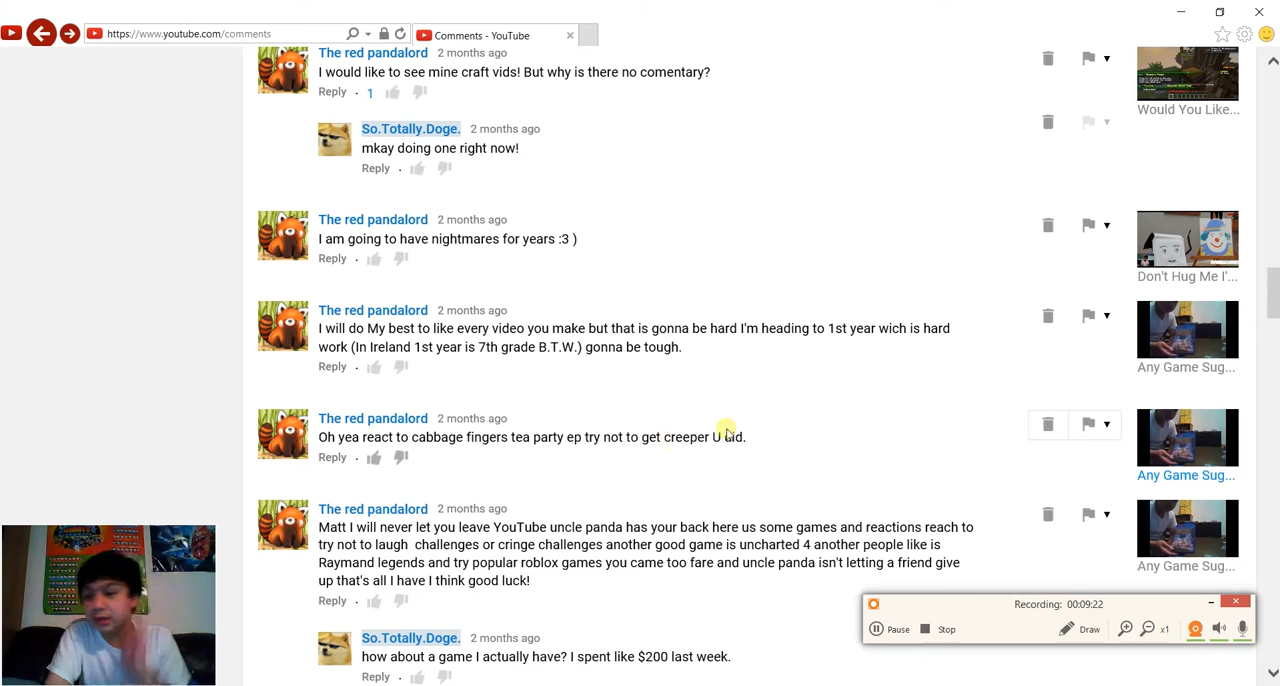 https://www.youtube.com/comments
Comments - YouTube
The red pandalord 2 months ago
I would like to see mine craft vids! But why is there no comentary?
Reply · 1
Would You Like...
So.Totally.Doge. 2 months ago
mkay doing one right now!
Reply ·
The red pandalord 2 months ago
I am going to have nightmares for years :3 )
Reply ·
Don't Hug Me I'...
The red pandalord 2 months ago
I will do My best to like every video you make but that is gonna be hard I'm heading to 1st year wich is hard
work (In Ireland 1st year is 7th grade B.T.W.) gonna be tough.
Reply ·
Any Game Sug...
The red pandalord 2 months ago
Oh yea react to cabbage fingers tea party ep try not to get creeper U did.
Reply ·
Any Game Sug...
The red pandalord 2 months ago
Matt I will never let you leave YouTube uncle panda has your back here us some games and reactions reach to
try not to laugh challenges or cringe challenges another good game is uncharted 4 another people like is
Raymand legends and try popular roblox games you came too fare and uncle panda isn't letting a friend give
up that's all I have I think good luck!
Reply ·
Any Game Sug...
So.Totally.Doge. 2 months ago
how about a game I actually have? I spent like $200 last week.
Reply ·
Recording: 00:09:22
Pause Stop Draw x1